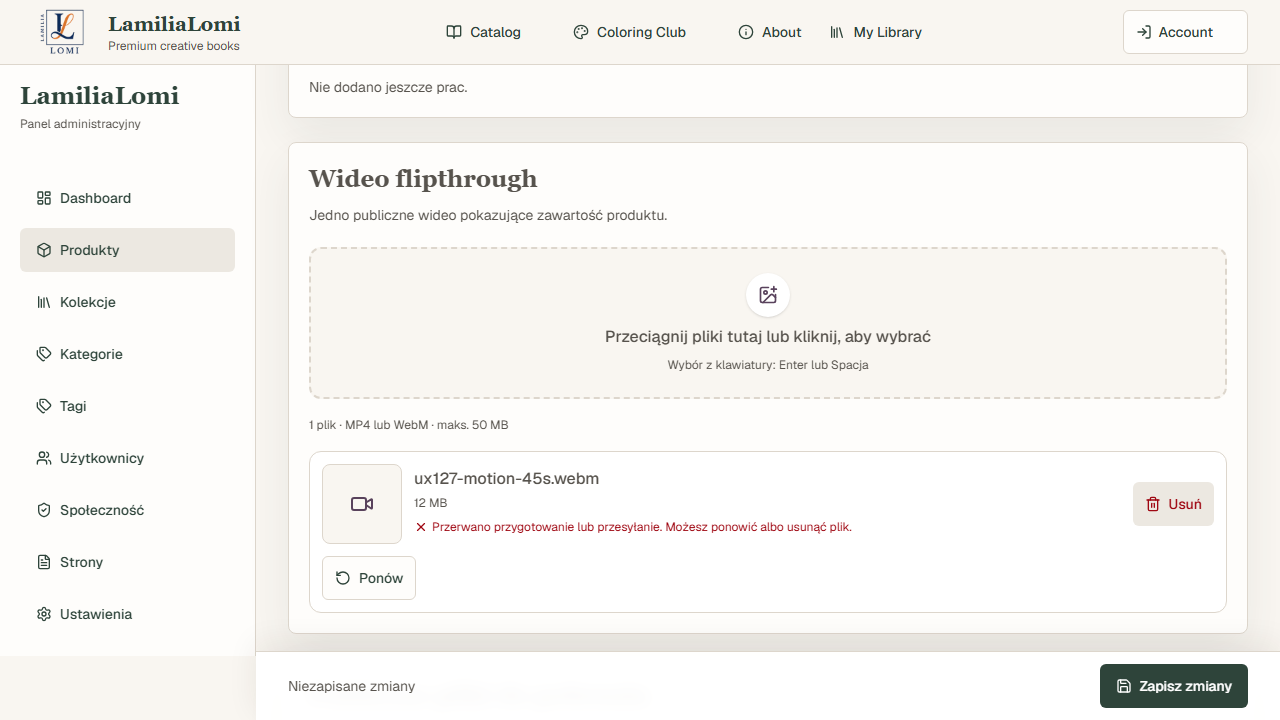 LAMILIA
L
LOMI
LamiliaLomi
Premium creative books
Catalog
Coloring Club
About
My Library
Account
LamiliaLomi
Panel administracyjny
Dashboard
Produkty
Kolekcje
Kategorie
Tagi
Użytkownicy
Społeczność
Strony
Ustawienia
Nie dodano jeszcze prac.
Wideo flipthrough
Jedno publiczne wideo pokazujące zawartość produktu.
Przeciągnij pliki tutaj lub kliknij, aby wybrać
Wybór z klawiatury: Enter lub Spacja
1 plik · MP4 lub WebM · maks. 50 MB
ux127-motion-45s.webm
12 MB
Przerwano przygotowanie lub przesyłanie. Możesz ponowić albo usunąć plik.
Usuń
Ponów
Niezapisane zmiany
Zapisz zmiany